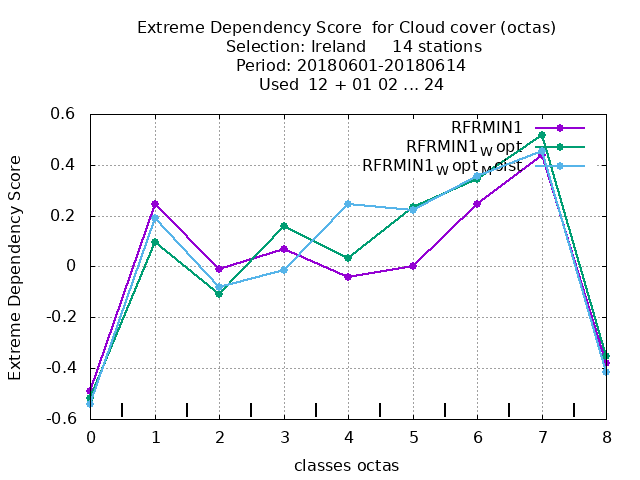 Extreme Dependency Score  for Cloud cover (octas)
Selection: Ireland     14 stations
Period: 20180601-20180614
Used  12 + 01 02 ... 24
RFRMIN1
RFRMIN1W opt
RFRMIN1W optMoist
Extreme Dependency Score
0.6
0.4
0.2
0
-0.2
-0.4
-0.6
0 1 2 3 4 5 6 7 8
classes octas